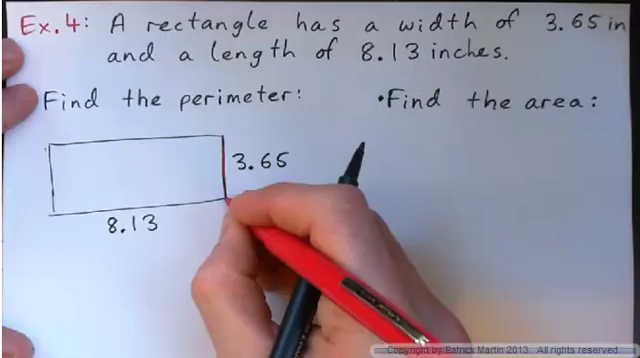 Ex.4: A rectangle has a width of 3.65 in
and a length of 8.13 inches.
Find the perimeter:
•Find the area:
3.65
8.13
Copyright by Patrick Martin 2013. All rights reserved.